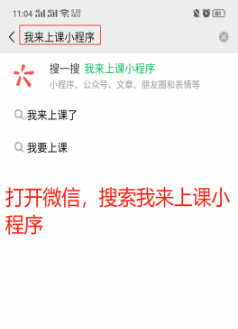 11:04
我来上课小程序
搜一搜 我来上课小程序
小程序、公众号、文章、朋友圈和表情等
我来上课了
我要上课
打开微信，搜索我来上课小
程序